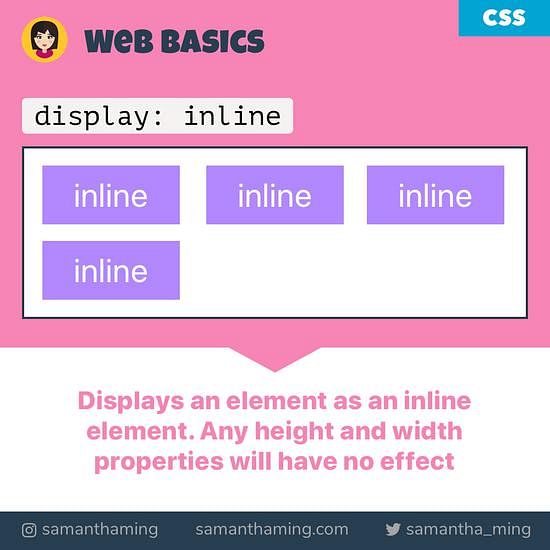 CSS
WeB BASICS
display: inline
inline inline inline
inline
Displays an element as an inline
element. Any height and width
properties will have no effect
samanthaming samanthaming.com samantha_ming